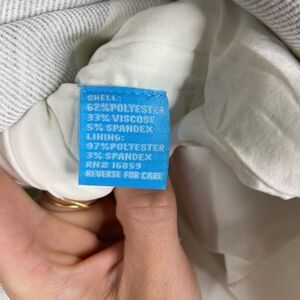 SHELL:
62%POLYESTER
33% VISCOSE
5% SPANDEX
LINING:
97%POLYESTER
3% SPANDEX
RN# 16859
REVERSE FOR CARE